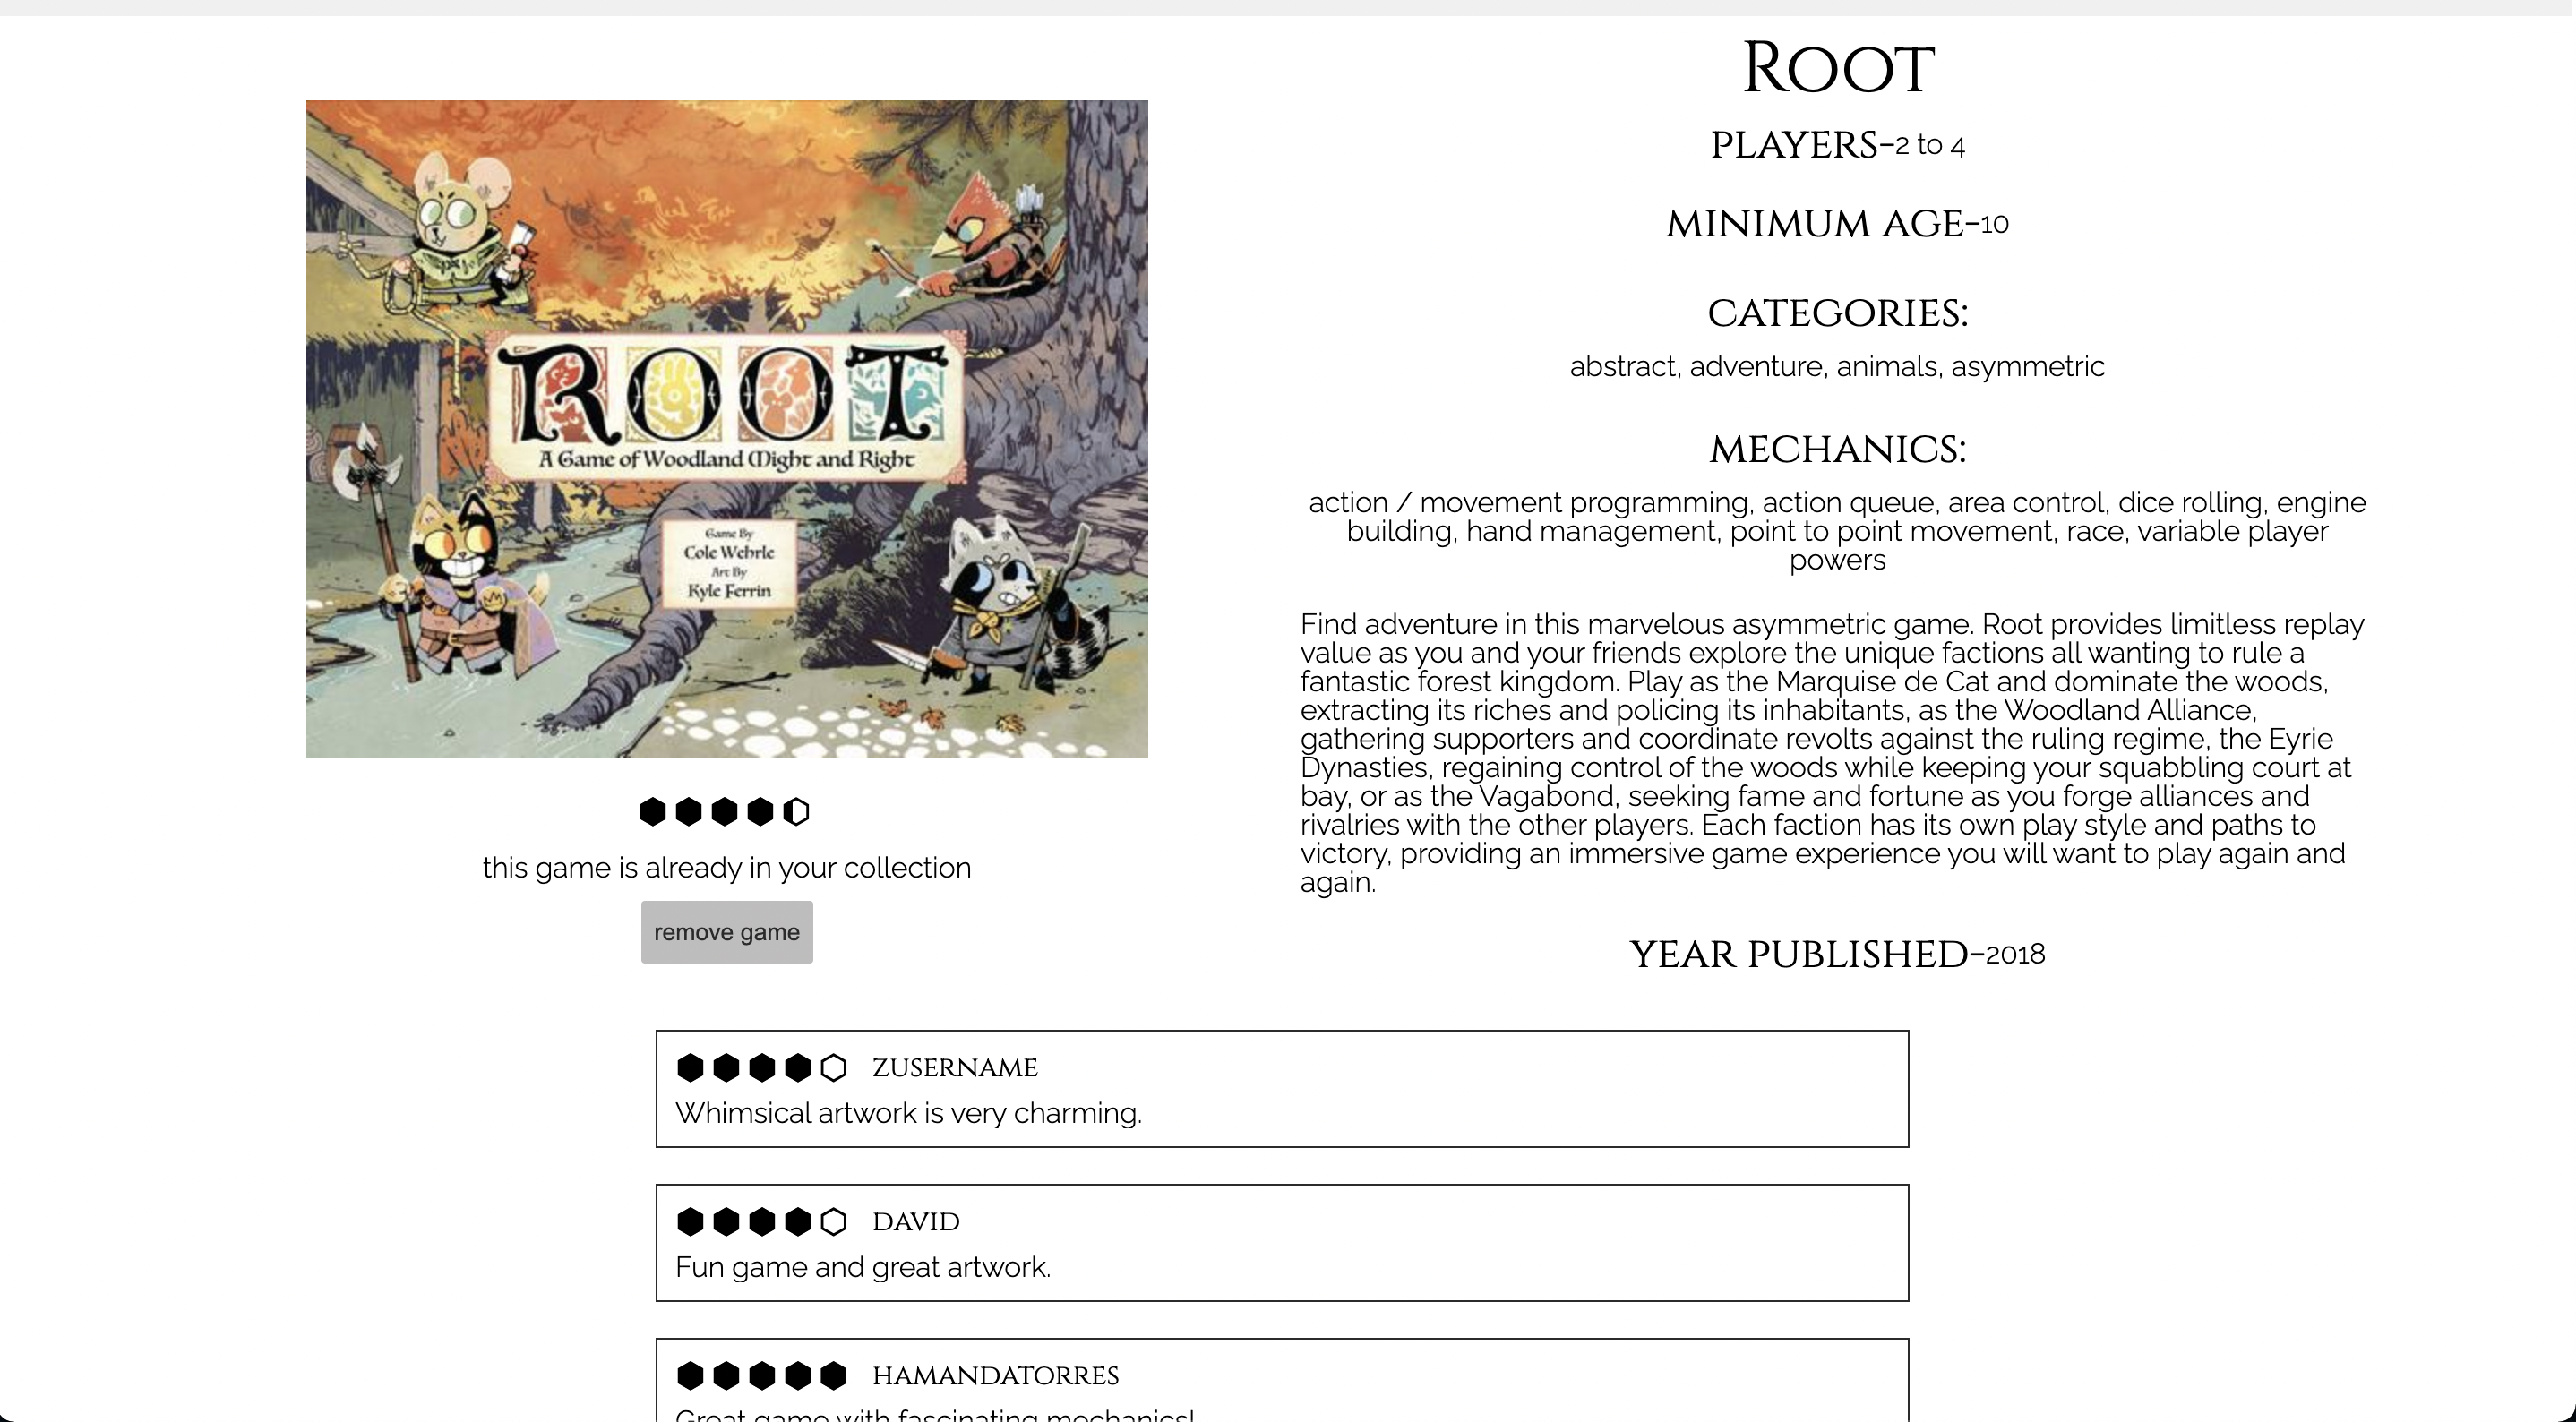 Root
PLAYERS-2 to 4
MINIMUM AGE-10
CATEGORIES:
abstract, adventure, animals, asymmetric
MECHANICS:
action / movement programming, action queue, area control, dice rolling, engine
building, hand management, point to point movement, race, variable player
powers
Find adventure in this marvelous asymmetric game. Root provides limitless replay
value as you and your friends explore the unique factions all wanting to rule a
fantastic forest kingdom. Play as the Marquise de Cat and dominate the woods,
extracting its riches and policing its inhabitants, as the Woodland Alliance,
gathering supporters and coordinate revolts against the ruling regime, the Eyrie
Dynasties, regaining control of the woods while keeping your squabbling court at
bay, or as the Vagabond, seeking fame and fortune as you forge alliances and
rivalries with the other players. Each faction has its own play style and paths to
victory, providing an immersive game experience you will want to play again and
again.
YEAR PUBLISHED-2018
ROOT
A Game of Woodland Might and Right
Game By
Cole Wehrle
Art By
Kyle Ferrin
this game is already in your collection
remove game
ZUSERNAME
Whimsical artwork is very charming.
DAVID
Fun game and great artwork.
HAMANDATORRES
Great game with fascinating mechanics!